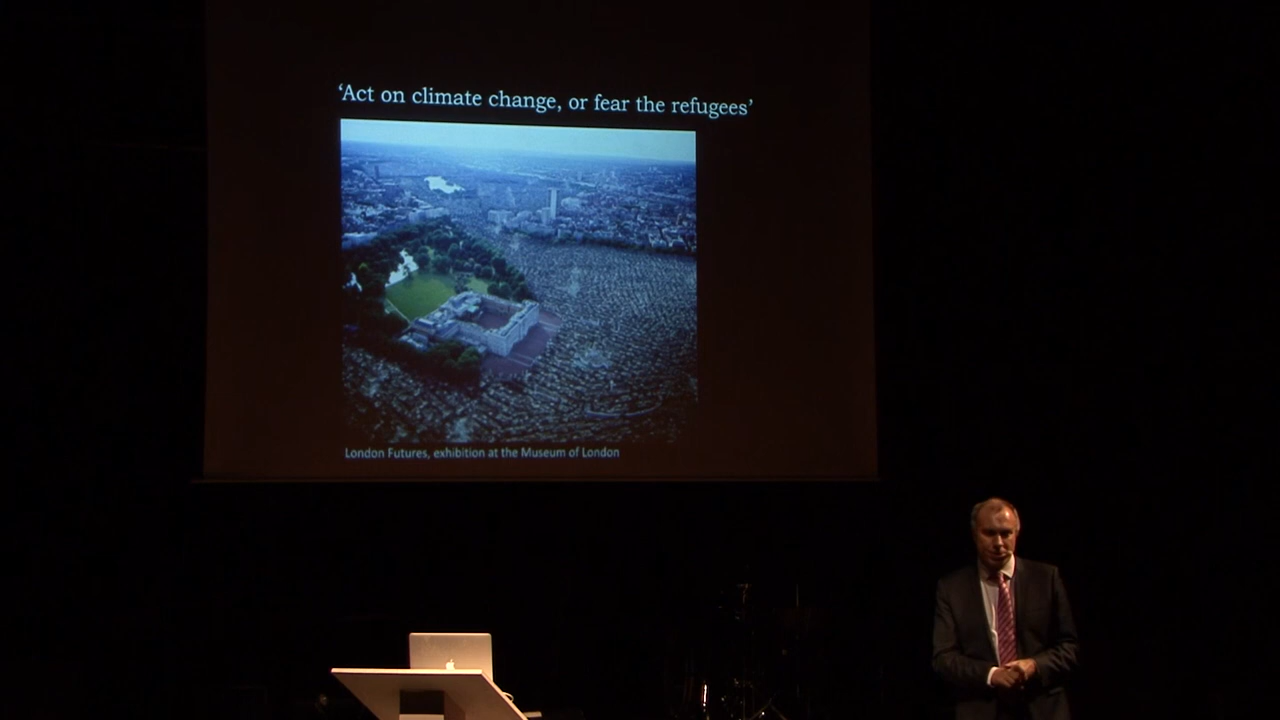 ‘Act on climate change, or fear the refugees’
London Futures, exhibition at the Museum of London